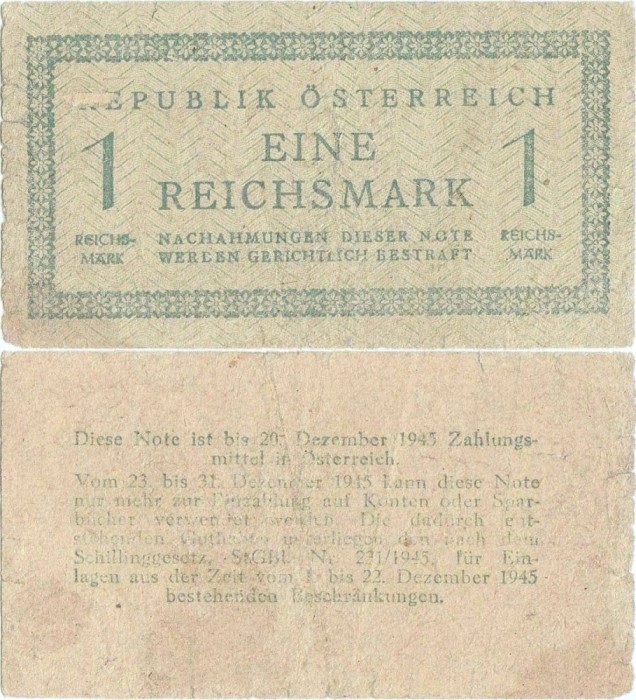 REPUBLIK ÖSTERREICH
1 EINE 1
REICHSMARK
REICHS- NACHAHMUNGEN DIESER NOTE REICHS-
MARK WERDEN GERICHTLICH BESTRAFT MARK
Diese Note ist bis 20. Dezember 1945 Zahlungs-
mittel in Österreich.
Vom 23. bis 31. Dezember 1945 kann diese Note
nur mehr zur Einzahlung auf Konten oder Spar-
bücher verwendet werden. Die dadurch ent-
stehenden Guthaben unterliegen den nach dem
Schillinggesetz, StGBl. Nr. 231/1945, für Ein-
lagen aus der Zeit vom 1. bis 22. Dezember 1945
bestehenden Beschränkungen.